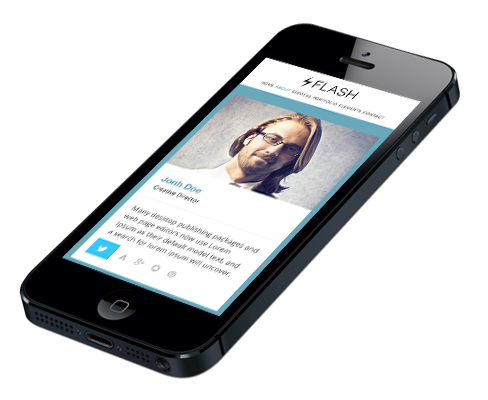 FLASH
HOME ABOUT SERVICES PORTFOLIO ELEMENTS CONTACT
Jonh Doe
Creative Director
Many desktop publishing packages and
web page editors now use Lorem
Ipsum as their default model text, and
a search for lorem ipsum will uncover.